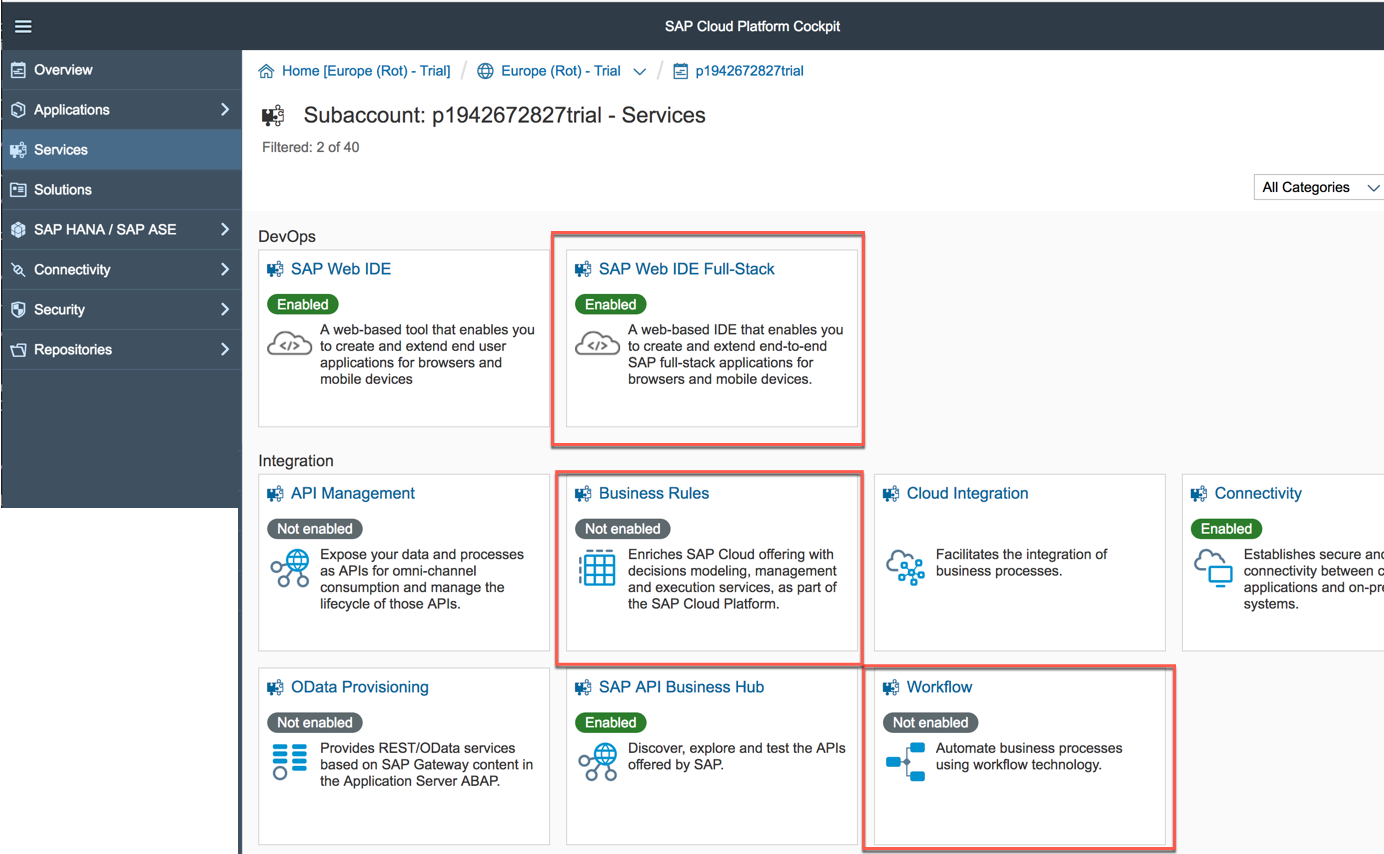 SAP Cloud Platform Cockpit
Overview
Applications
Services
Solutions
SAP HANA / SAP ASE
Connectivity
Security
Repositories
Home [Europe (Rot) - Trial] / Europe (Rot) - Trial / p1942672827trial
Subaccount: p1942672827trial - Services
Filtered: 2 of 40
All Categories
DevOps
SAP Web IDE
Enabled
A web-based tool that enables you
to create and extend end user
applications for browsers and
mobile devices
SAP Web IDE Full-Stack
Enabled
A web-based IDE that enables you
to create and extend end-to-end
SAP full-stack applications for
browsers and mobile devices.
Integration
API Management
Not enabled
Expose your data and processes
as APIs for omni-channel
consumption and manage the
lifecycle of those APIs.
Business Rules
Not enabled
Enriches SAP Cloud offering with
decisions modeling, management
and execution services, as part of
the SAP Cloud Platform.
Cloud Integration
Facilitates the integration of
business processes.
Connectivity
Enabled
Establishes secure and
connectivity between c
applications and on-pre
systems.
OData Provisioning
Not enabled
Provides REST/OData services
based on SAP Gateway content in
the Application Server ABAP.
SAP API Business Hub
Enabled
Discover, explore and test the APIs
offered by SAP.
Workflow
Not enabled
Automate business processes
using workflow technology.